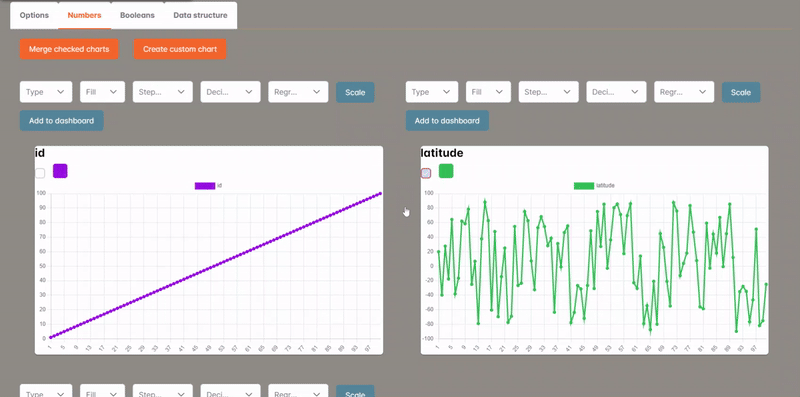 Options Numbers Booleans Data structure
Merge checked charts Create custom chart
Type Fill Step... Deci... Regr... Scale
Add to dashboard
Type Fill Step... Deci... Regr... Scale
Add to dashboard
id
id
100
90
80
70
60
50
40
30
20
10
0
1 5 9 13 17 21 25 29 33 37 41 45 49 53 57 61 65 69 73 77 81 85 89 93 97
latitude
latitude
100
80
60
40
20
0
-20
-40
-60
-80
-100
1 5 9 13 17 21 25 29 33 37 41 45 49 53 57 61 65 69 73 77 81 85 89 93 97
Type Fill Step... Deci... Regr... Scale